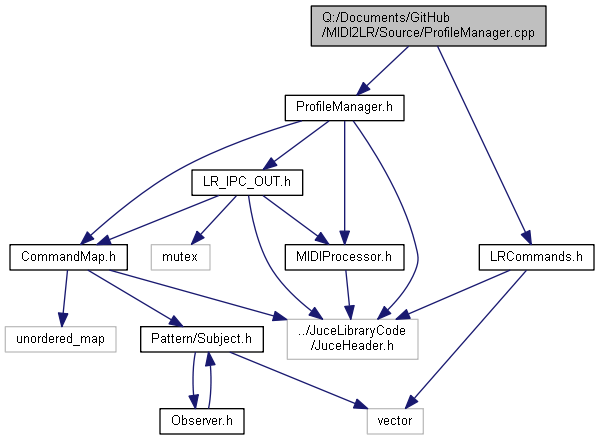 Q:/Documents/GitHub
/MIDI2LR/Source/ProfileManager.cpp
ProfileManager.h
LR_IPC_OUT.h
CommandMap.h
mutex
MIDIProcessor.h
LRCommands.h
unordered_map
Pattern/Subject.h
../JuceLibraryCode
/JuceHeader.h
Observer.h
vector